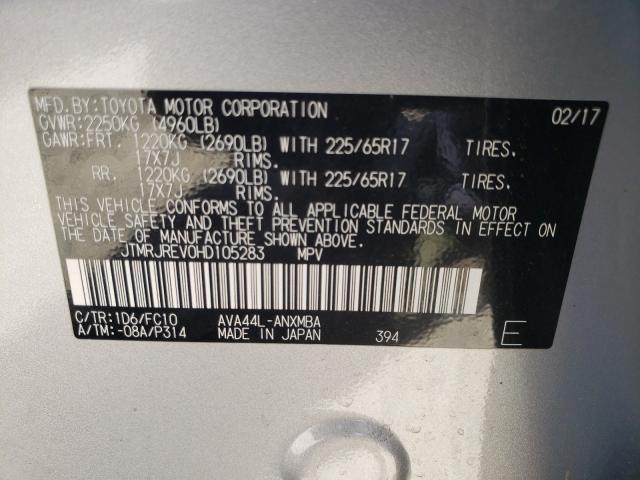 MFD.BY:TOYOTA MOTOR CORPORATION 02/17
GVWR:2250KG (4960LB)
GAWR:FRT. 1220KG (2690LB) WITH 225/65R17 TIRES.
17X7J RIMS.
RR. 1220KG (2690LB) WITH 225/65R17 TIRES.
17X7J RIMS.
THIS VEHICLE CONFORMS TO ALL APPLICABLE FEDERAL MOTOR
VEHICLE SAFETY AND THEFT PREVENTION STANDARDS IN EFFECT ON
THE DATE OF MANUFACTURE SHOWN ABOVE.
JTMRJREV0HD105283 MPV
C/TR:1D6/FC10 AVA44L-ANXMBA
A/TM:-08A/P314 MADE IN JAPAN 394 E